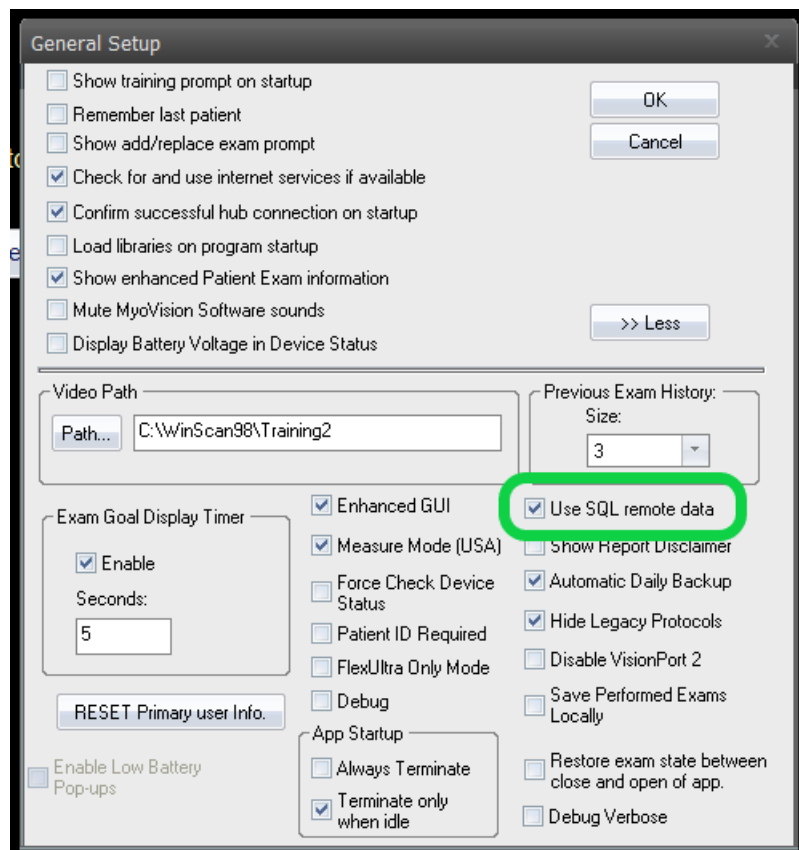 General Setup
x
Show training prompt on startup
Remember last patient
Show add/replace exam prompt
Check for and use internet services if available
Confirm successful hub connection on startup
Load libraries on program startup
Show enhanced Patient Exam information
Mute MyoVision Software sounds
Display Battery Voltage in Device Status
OK
Cancel
>> Less
Video Path
Path...
C:\WinScan98\Training2
Previous Exam History:
Size:
3
Exam Goal Display Timer
Enable
Seconds:
5
RESET Primary user Info.
Enable Low Battery
Pop-ups
Enhanced GUI
Measure Mode (USA)
Force Check Device
Status
Patient ID Required
FlexUltra Only Mode
Debug
App Startup
Always Terminate
Terminate only
when idle
Use SQL remote data
Show Report Disclaimer
Automatic Daily Backup
Hide Legacy Protocols
Disable VisionPort 2
Save Performed Exams
Locally
Restore exam state between
close and open of app.
Debug Verbose